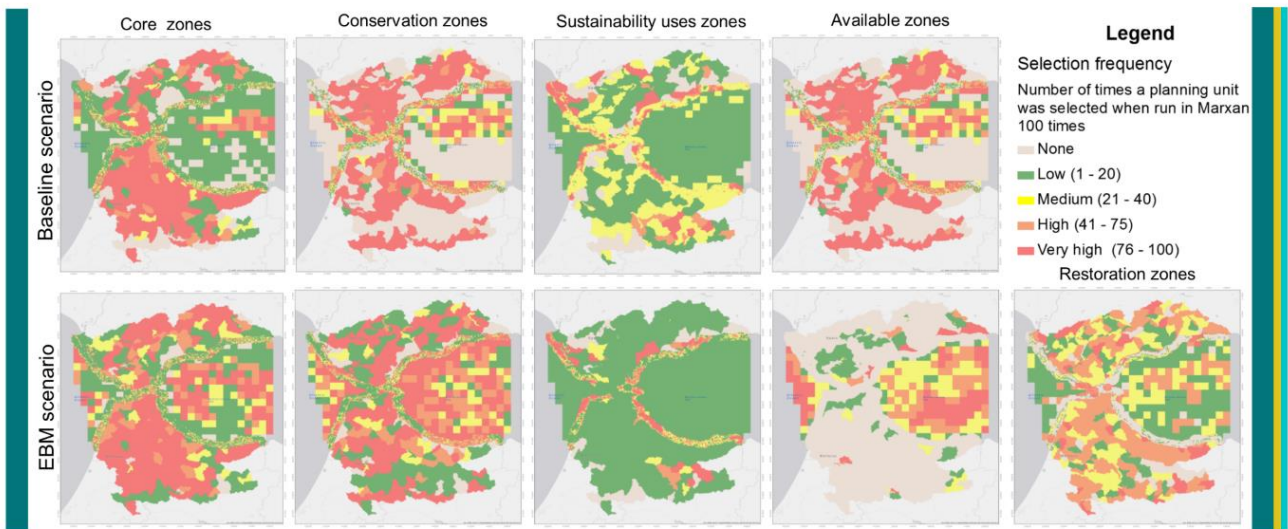 Core zones
Conservation zones
Sustainability uses zones
Available zones
Legend
Selection frequency
Number of times a planning unit
was selected when run in Marxan
100 times
None
Low (1 - 20)
Medium (21 - 40)
High (41 - 75)
Very high (76 - 100)
Restoration zones
Baseline scenario
EBM scenario